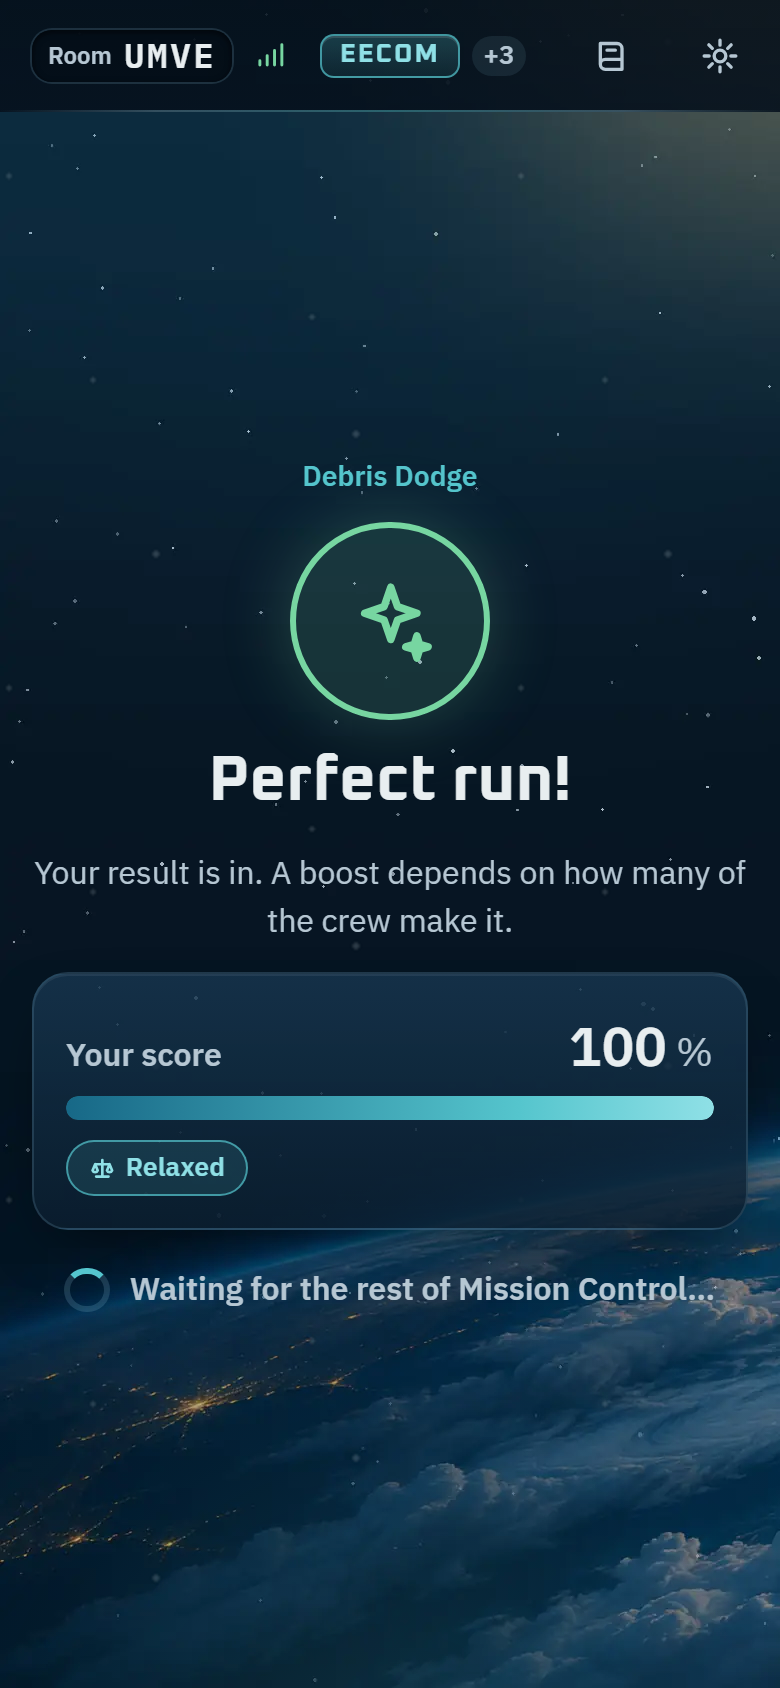 Room UMVE EECOM +3
Debris Dodge
Perfect run!
Your result is in. A boost depends on how many of
the crew make it.
Your score 100 %
Relaxed
Waiting for the rest of Mission Control...